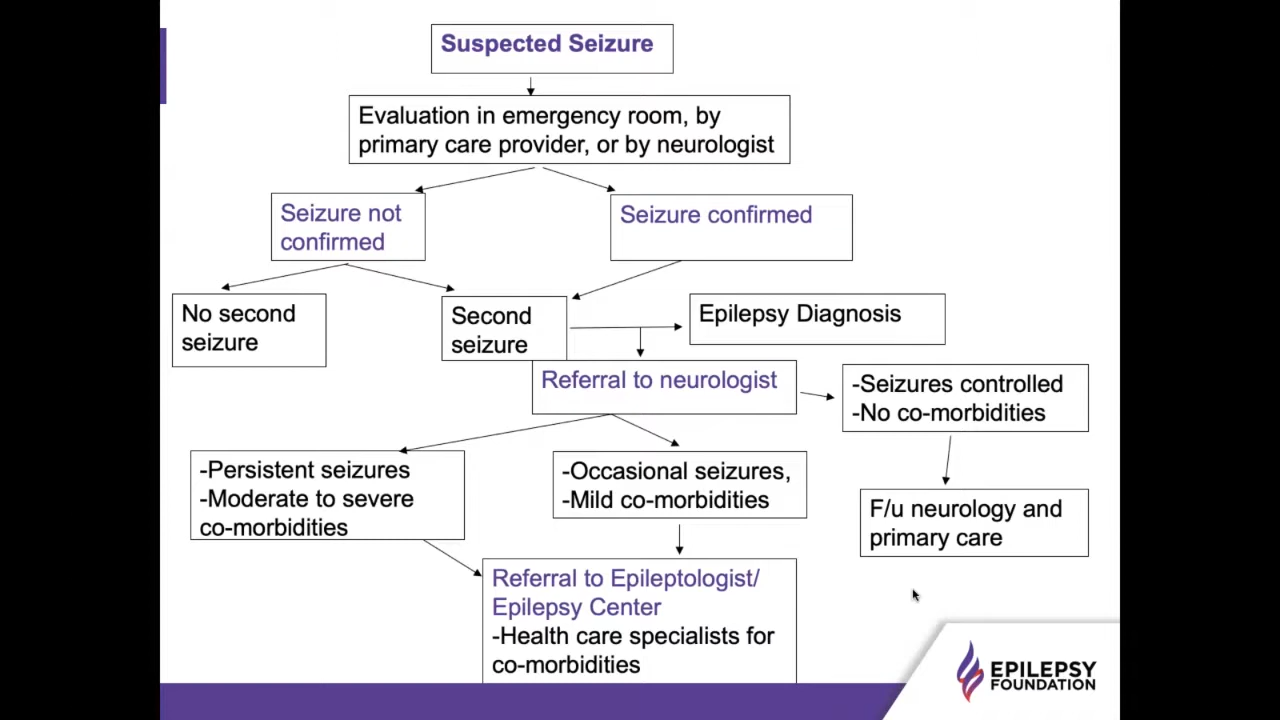 Suspected Seizure
Evaluation in emergency room, by
primary care provider, or by neurologist
Seizure not
confirmed
Seizure confirmed
No second
seizure
Second
seizure
Epilepsy Diagnosis
Referral to neurologist
-Seizures controlled
-No co-morbidities
-Persistent seizures
-Moderate to severe
co-morbidities
-Occasional seizures,
-Mild co-morbidities
F/u neurology and
primary care
Referral to Epileptologist/
Epilepsy Center
-Health care specialists for
co-morbidities
EPILEPSY
FOUNDATION